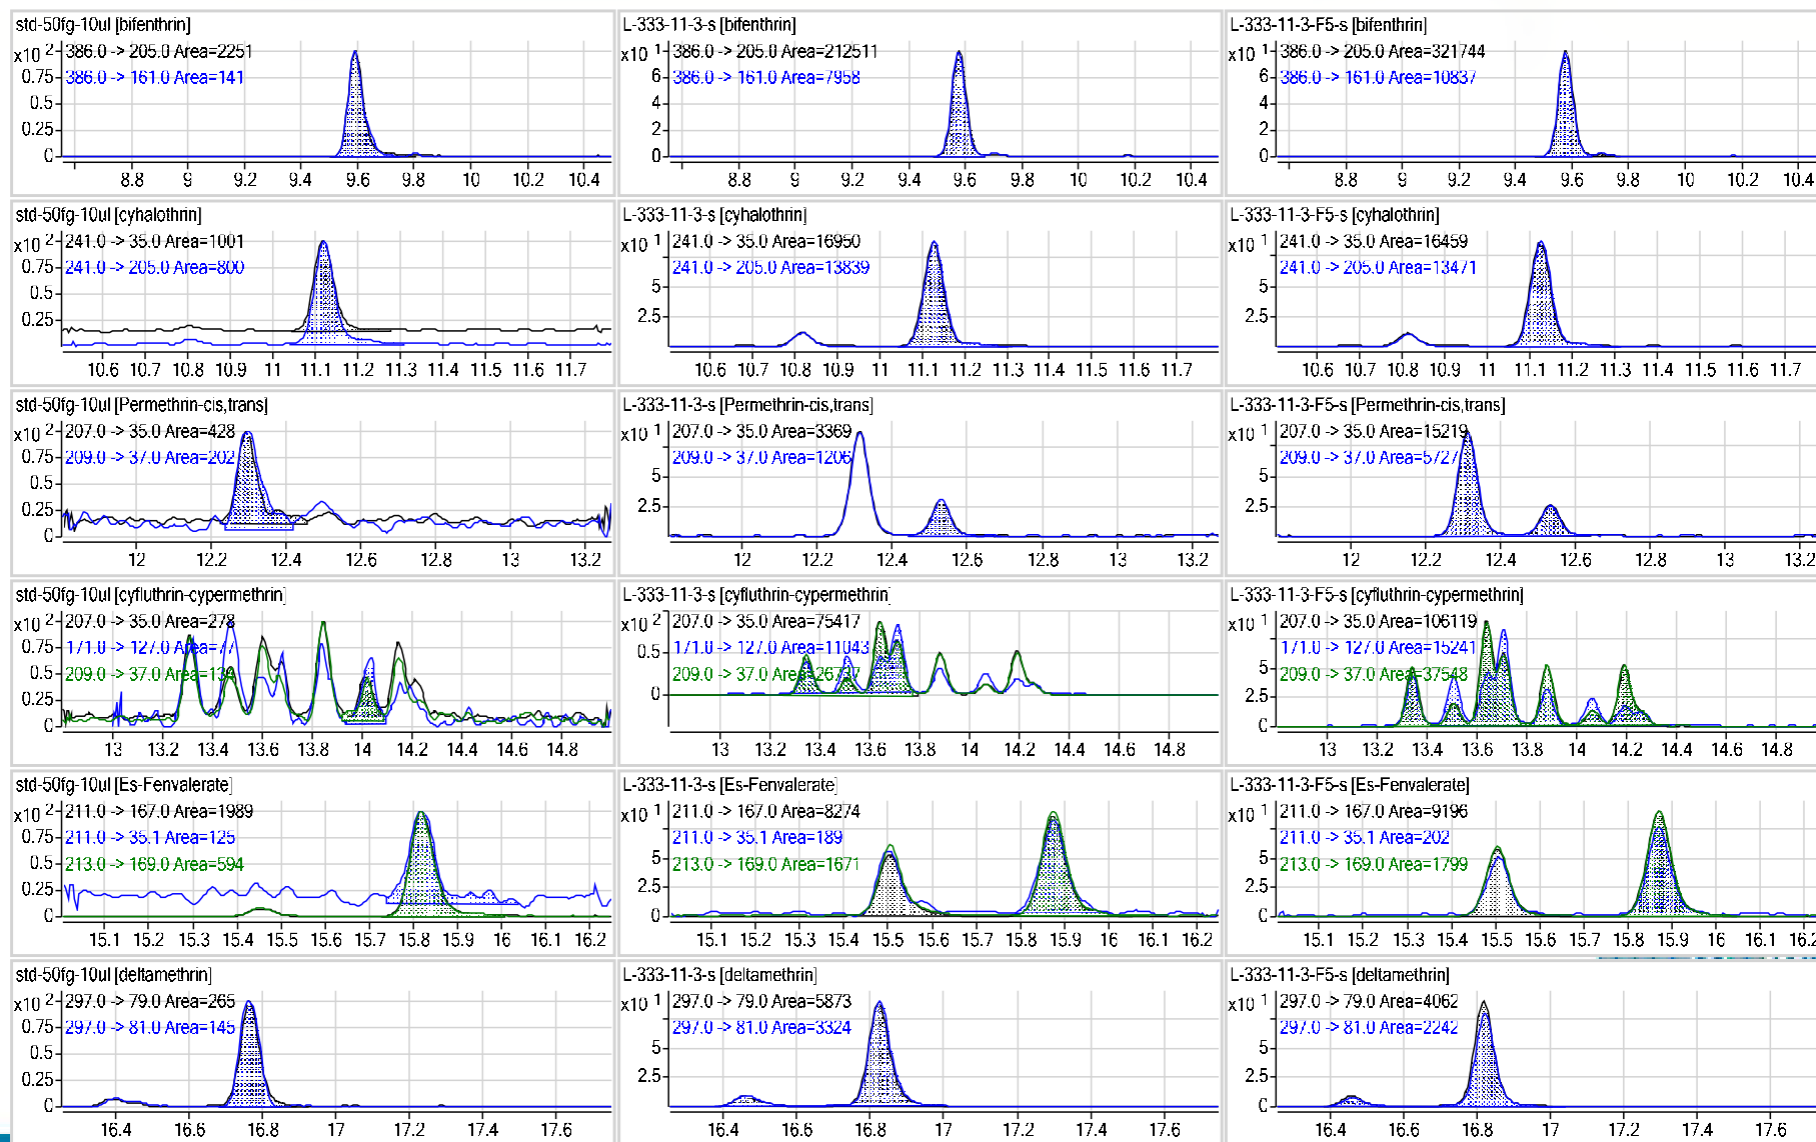 std-50fg-10ul [bifenthrin]
x10 2
386.0 -> 205.0 Area=2251
386.0 -> 161.0 Area=141
0.75
0.5
0.25
0
8.8 9 9.2 9.4 9.6 9.8 10 10.2 10.4
L-333-11-3-s [bifenthrin]
x10 1
386.0 -> 205.0 Area=212511
386.0 -> 161.0 Area=7958
6
4
2
0
8.8 9 9.2 9.4 9.6 9.8 10 10.2 10.4
L-333-11-3-F5-s [bifenthrin]
x10 1
386.0 -> 205.0 Area=321744
386.0 -> 161.0 Area=10837
6
4
2
0
8.8 9 9.2 9.4 9.6 9.8 10 10.2 10.4
std-50fg-10ul [cyhalothrin]
x10 2
241.0 -> 35.0 Area=1001
241.0 -> 205.0 Area=800
0.75
0.5
0.25
10.6 10.7 10.8 10.9 11 11.1 11.2 11.3 11.4 11.5 11.6 11.7
L-333-11-3-s [cyhalothrin]
x10 1
241.0 -> 35.0 Area=16950
241.0 -> 205.0 Area=13839
5
2.5
10.6 10.7 10.8 10.9 11 11.1 11.2 11.3 11.4 11.5 11.6 11.7
L-333-11-3-F5-s [cyhalothrin]
x10 1
241.0 -> 35.0 Area=16459
241.0 -> 205.0 Area=13471
5
2.5
10.6 10.7 10.8 10.9 11 11.1 11.2 11.3 11.4 11.5 11.6 11.7
std-50fg-10ul [Permethrin-cis,trans]
x10 2
207.0 -> 35.0 Area=428
209.0 -> 37.0 Area=202
0.75
0.5
0.25
0
12 12.2 12.4 12.6 12.8 13 13.2
L-333-11-3-s [Permethrin-cis,trans]
x10 1
207.0 -> 35.0 Area=3369
209.0 -> 37.0 Area=1206
5
2.5
12 12.2 12.4 12.6 12.8 13 13.2
L-333-11-3-F5-s [Permethrin-cis,trans]
x10 1
207.0 -> 35.0 Area=15219
209.0 -> 37.0 Area=5727
5
2.5
12 12.2 12.4 12.6 12.8 13 13.2
std-50fg-10ul [cyfluthrin-cypermethrin]
x10 2
207.0 -> 35.0 Area=278
171.0 -> 127.0 Area=77
209.0 -> 37.0
0.75
0.5
0.25
0
13 13.2 13.4 13.6 13.8 14 14.2 14.4 14.6 14.8
L-333-11-3-s [cyfluthrin-cypermethrin]
x10 2
207.0 -> 35.0 Area=75417
171.0 -> 127.0 Area=11043
209.0 -> 37.0
0.5
0
13 13.2 13.4 13.6 13.8 14 14.2 14.4 14.6 14.8
L-333-11-3-F5-s [cyfluthrin-cypermethrin]
x10 1
207.0 -> 35.0 Area=106119
171.0 -> 127.0 Area=15241
209.0 -> 37.0 Area=37548
5
2.5
0
13 13.2 13.4 13.6 13.8 14 14.2 14.4 14.6 14.8
std-50fg-10ul [Es-Fenvalerate]
x10 2
211.0 -> 167.0 Area=1989
211.0 -> 35.1 Area=125
213.0 -> 169.0 Area=594
0.75
0.5
0.25
0
15.1 15.2 15.3 15.4 15.5 15.6 15.7 15.8 15.9 16 16.1 16.2
L-333-11-3-s [Es-Fenvalerate]
x10 1
211.0 -> 167.0 Area=8274
211.0 -> 35.1 Area=189
213.0 -> 169.0 Area=1671
5
2.5
0
15.1 15.2 15.3 15.4 15.5 15.6 15.7 15.8 15.9 16 16.1 16.2
L-333-11-3-F5-s [Es-Fenvalerate]
x10 1
211.0 -> 167.0 Area=9196
211.0 -> 35.1 Area=202
213.0 -> 169.0 Area=1799
5
2.5
0
15.1 15.2 15.3 15.4 15.5 15.6 15.7 15.8 15.9 16 16.1 16.2
std-50fg-10ul [deltamethrin]
x10 2
297.0 -> 79.0 Area=265
297.0 -> 81.0 Area=145
0.75
0.5
0.25
0
16.4 16.6 16.8 17 17.2 17.4 17.6
L-333-11-3-s [deltamethrin]
x10 1
297.0 -> 79.0 Area=5873
297.0 -> 81.0 Area=3324
5
0
16.4 16.6 16.8 17 17.2 17.4 17.6
L-333-11-3-F5-s [deltamethrin]
x10 1
297.0 -> 79.0 Area=4062
297.0 -> 81.0 Area=2242
5
0
16.4 16.6 16.8 17 17.2 17.4 17.6